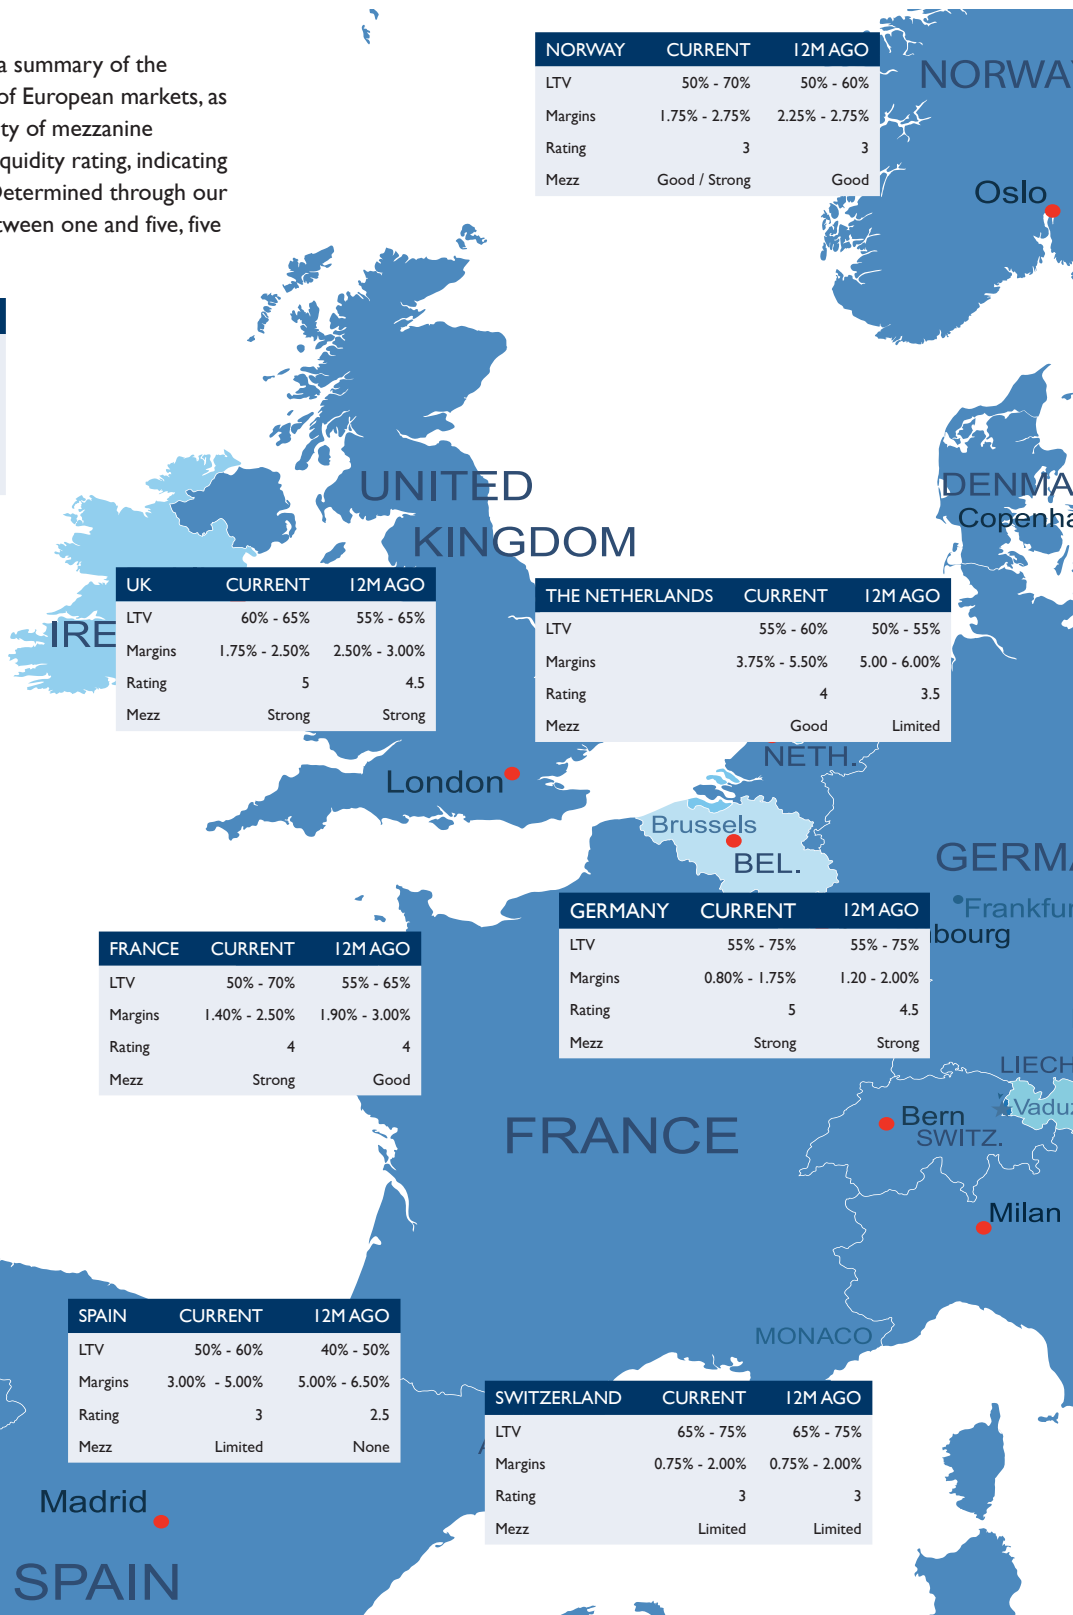 a summary of the
of European markets, as
ty of mezzanine
quidity rating, indicating
Determined through our
tween one and five, five
NORWAY CURRENT 12M AGO
LTV 50% - 70% 50% - 60%
Margins 1.75% - 2.75% 2.25% - 2.75%
Rating 3 3
Mezz Good / Strong Good
NORWA
Oslo
UNITED
KINGDOM
DENMA
Copenha
IRE
UK CURRENT 12M AGO
LTV 60% - 65% 55% - 65%
Margins 1.75% - 2.50% 2.50% - 3.00%
Rating 5 4.5
Mezz Strong Strong
THE NETHERLANDS CURRENT 12M AGO
LTV 55% - 60% 50% - 55%
Margins 3.75% - 5.50% 5.00 - 6.00%
Rating 4 3.5
Mezz Good Limited
NETH.
London
Brussels
BEL.
GERMA
Frankfur
bourg
GERMANY CURRENT 12M AGO
LTV 55% - 75% 55% - 75%
Margins 0.80% - 1.75% 1.20 - 2.00%
Rating 5 4.5
Mezz Strong Strong
FRANCE CURRENT 12M AGO
LTV 50% - 70% 55% - 65%
Margins 1.40% - 2.50% 1.90% - 3.00%
Rating 4 4
Mezz Strong Good
LIECH
Vaduz
Bern
SWITZ.
FRANCE
Milan
MONACO
SPAIN CURRENT 12M AGO
LTV 50% - 60% 40% - 50%
Margins 3.00% - 5.00% 5.00% - 6.50%
Rating 3 2.5
Mezz Limited None
SWITZERLAND CURRENT 12M AGO
LTV 65% - 75% 65% - 75%
Margins 0.75% - 2.00% 0.75% - 2.00%
Rating 3 3
Mezz Limited Limited
Madrid
SPAIN